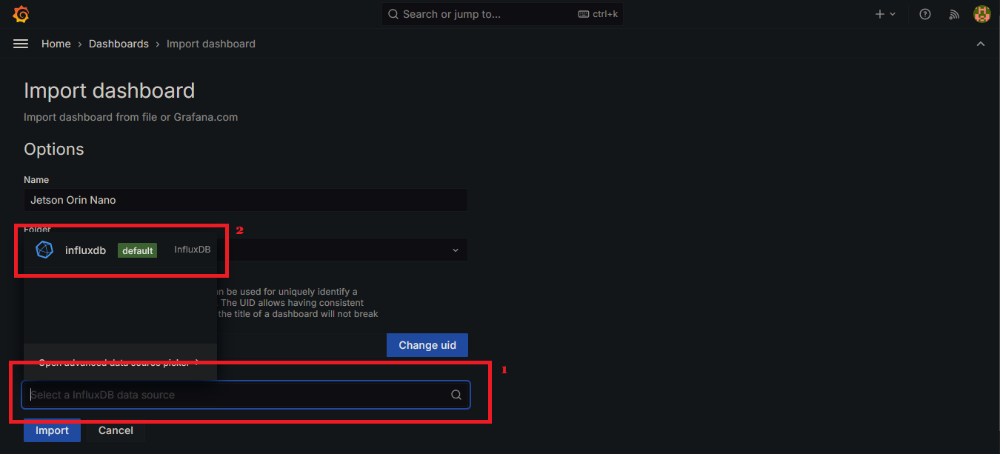 Search or jump to... ctrl+k
Home › Dashboards › Import dashboard
Import dashboard
Import dashboard from file or Grafana.com
Options
Name
Jetson Orin Nano
Folder
2
influxdb default InfluxDB
an be used for uniquely identify a
. The UID allows having consistent
the title of a dashboard will not break
Change uid
Open advanced data source picker
1
Select a InfluxDB data source
Import Cancel